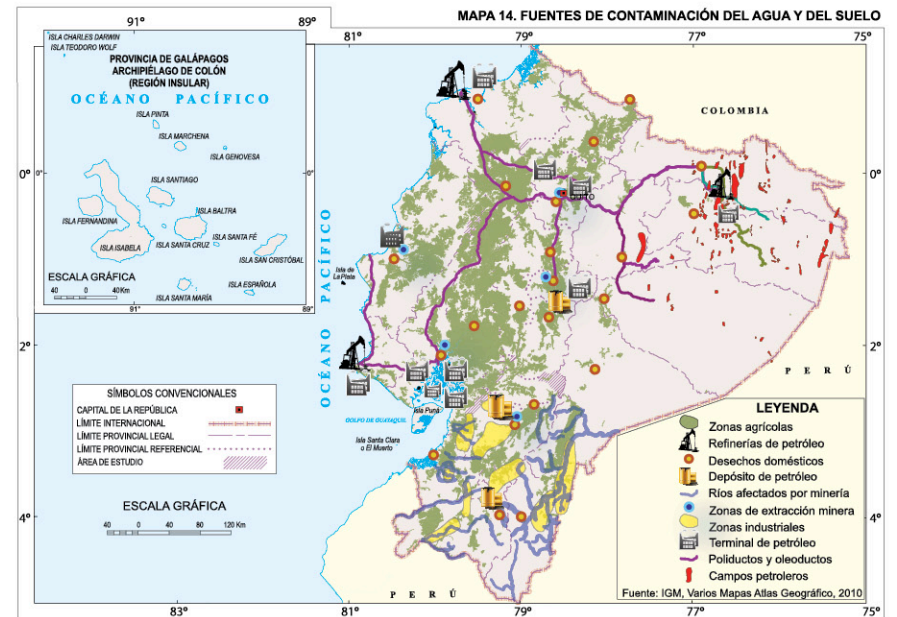 MAPA 14. FUENTES DE CONTAMINACIÓN DEL AGUA Y DEL SUELO
91°
89°
81°
79°
77°
75°
ISLA CHARLES DARWIN
ISLA TEODORO WOLF
PROVINCIA DE GALÁPAGOS
ARCHIPIÉLAGO DE COLÓN
(REGIÓN INSULAR)
OCÉANO PACÍFICO
ISLA PINTA
ISLA MARCHENA
ISLA GENOVESA
ISLA SANTIAGO
ISLA BALTRA
ISLA FERNANDINA
ISLA SANTA CRUZ
ISLA SANTA FÉ
ISLA ISABELA
ISLA SAN CRISTÓBAL
ESCALA GRÁFICA
40 0 40Km
ISLA SANTA MARÍA
ISLA ESPAÑOLA
91°
89°
0°
0°
COLOMBIA
OCÉANO PACÍFICO
Isla de
La Plata
2°
2°
PERÚ
Isla Puná
GOLFO DE GUAYAQUIL
Isla Santa Clara
o El Muerto
SÍMBOLOS CONVENCIONALES
CAPITAL DE LA REPÚBLICA
LÍMITE INTERNACIONAL
LÍMITE PROVINCIAL LEGAL
LÍMITE PROVINCIAL REFERENCIAL
ÁREA DE ESTUDIO
ESCALA GRÁFICA
40 0 40 80 120 Km
4°
4°
LEYENDA
Zonas agrícolas
Refinerías de petróleo
Desechos domésticos
Depósito de petróleo
Ríos afectados por minería
Zonas de extracción minera
Zonas industriales
Terminal de petróleo
Poliductos y oleoductos
Campos petroleros
Fuente: IGM, Varios Mapas Atlas Geográfico, 2010
PERÚ
83°
81°
79°
77°